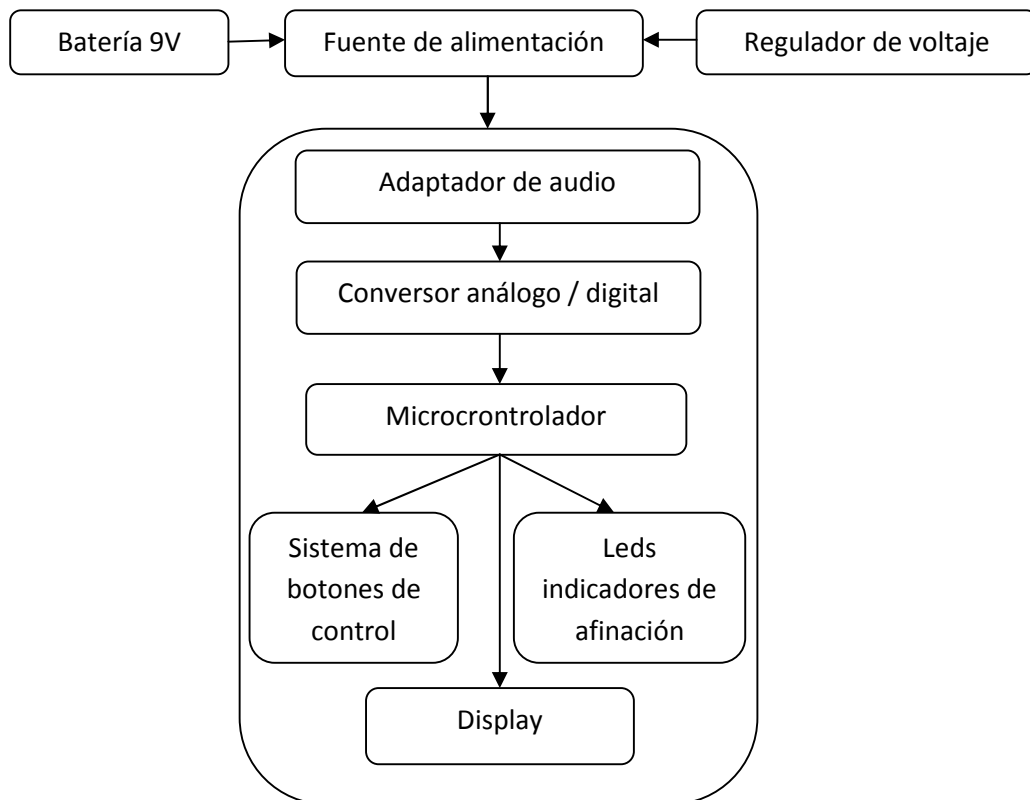 Batería 9V
Fuente de alimentación
Regulador de voltaje
Adaptador de audio
Conversor análogo / digital
Microcrontrolador
Sistema de
botones de
control
Leds
indicadores de
afinación
Display